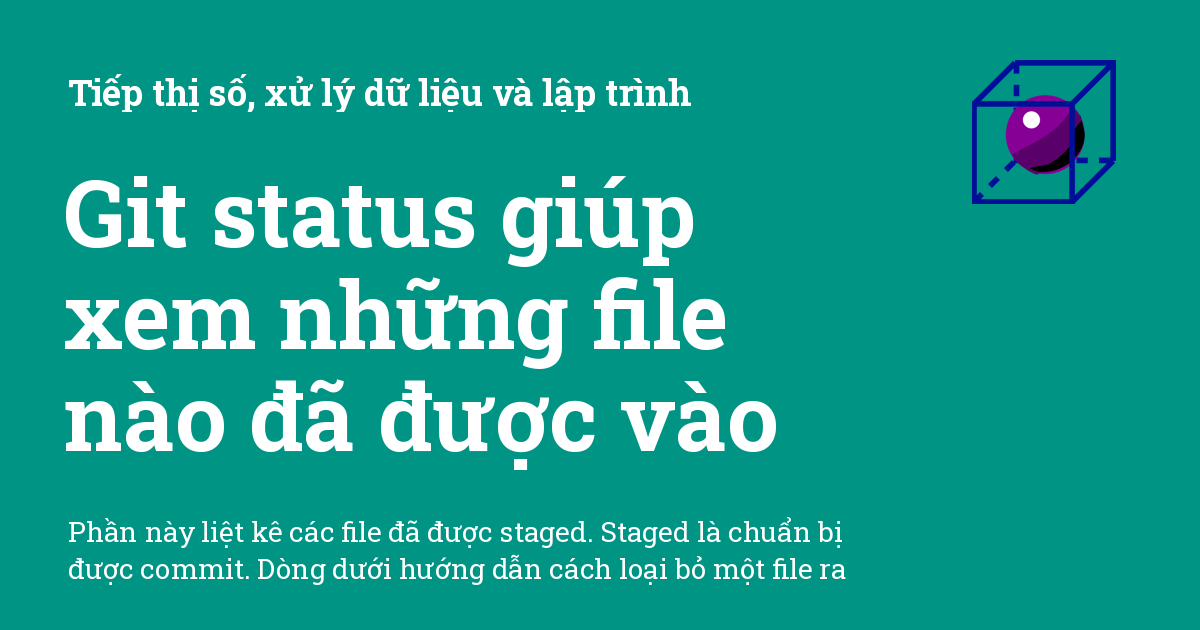 Tiếp thị số, xử lý dữ liệu và lập trình
Git status giúp
xem những file
nào đã được vào
Phần này liệt kê các file đã được staged. Staged là chuẩn bị
được commit. Dòng dưới hướng dẫn cách loại bỏ một file ra